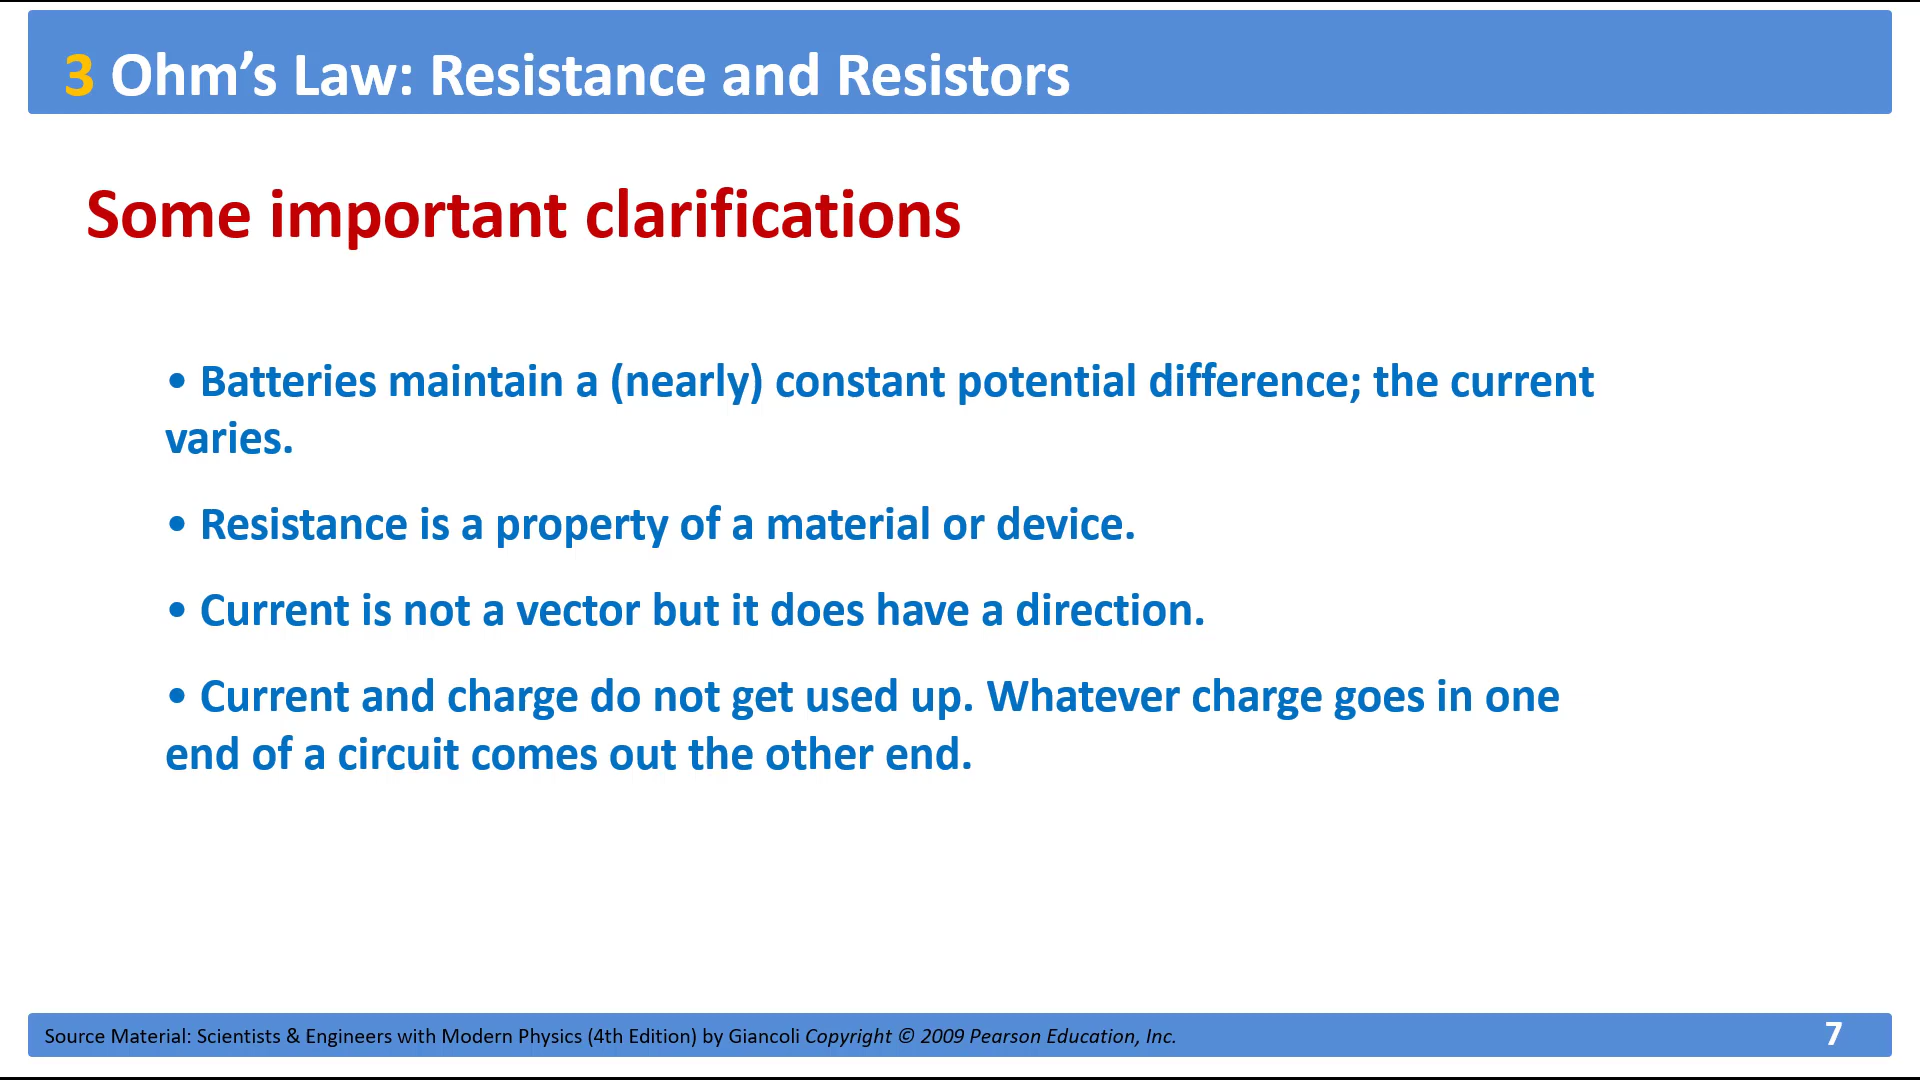 3 Ohm’s Law: Resistance and Resistors
Some important clarifications
• Batteries maintain a (nearly) constant potential difference; the current
varies.
• Resistance is a property of a material or device.
• Current is not a vector but it does have a direction.
• Current and charge do not get used up. Whatever charge goes in one
end of a circuit comes out the other end.
Source Material: Scientists & Engineers with Modern Physics (4th Edition) by Giancoli Copyright © 2009 Pearson Education, Inc.
7